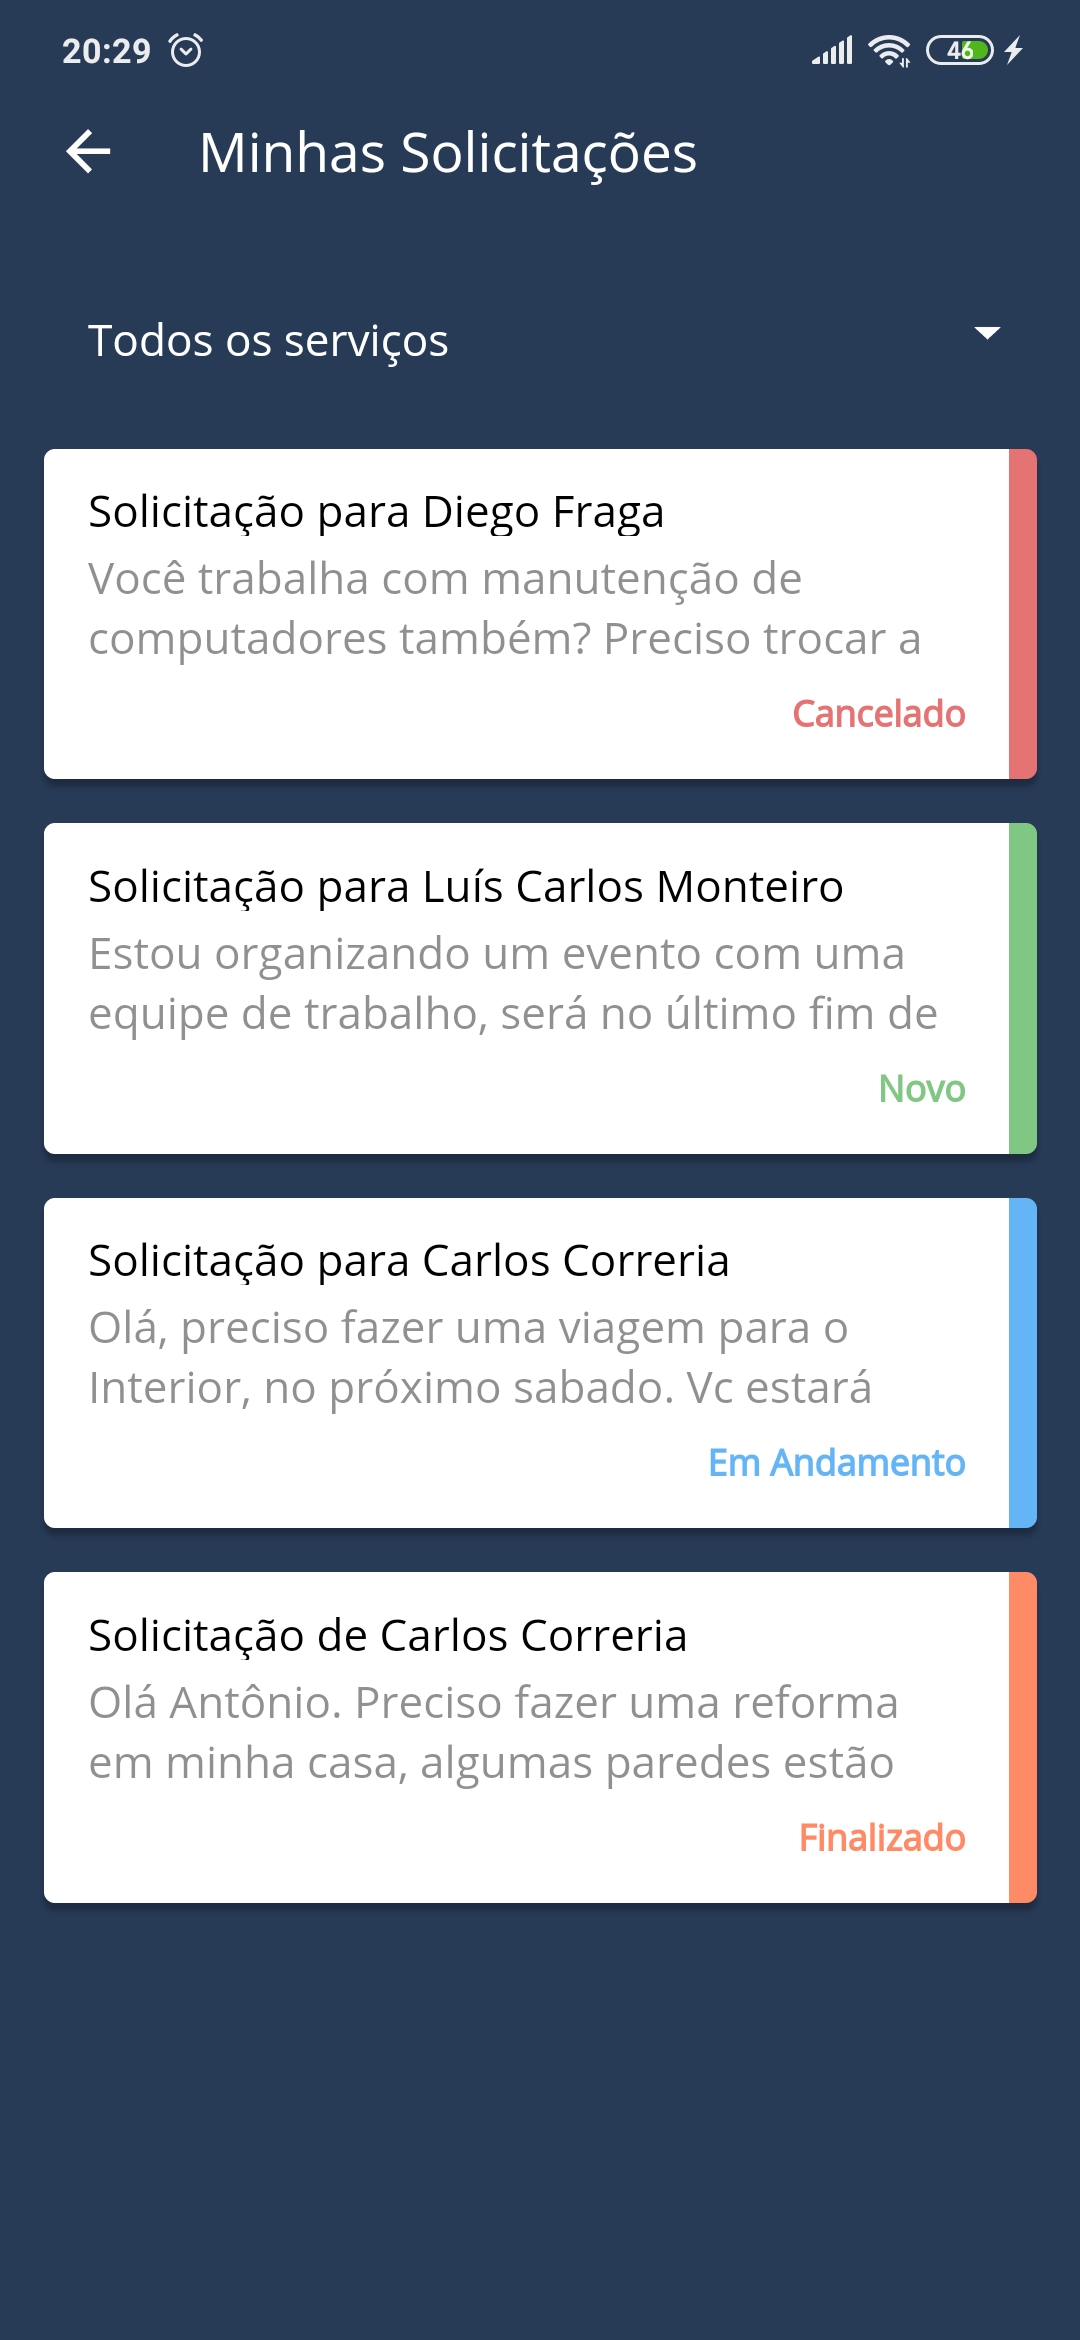 20:29
46
Minhas Solicitações
Todos os serviços
Solicitação para Diego Fraga
Você trabalha com manutenção de
computadores também? Preciso trocar a
Cancelado
Solicitação para Luís Carlos Monteiro
Estou organizando um evento com uma
equipe de trabalho, será no último fim de
Novo
Solicitação para Carlos Correria
Olá, preciso fazer uma viagem para o
Interior, no próximo sabado. Vc estará
Em Andamento
Solicitação de Carlos Correria
Olá Antônio. Preciso fazer uma reforma
em minha casa, algumas paredes estão
Finalizado